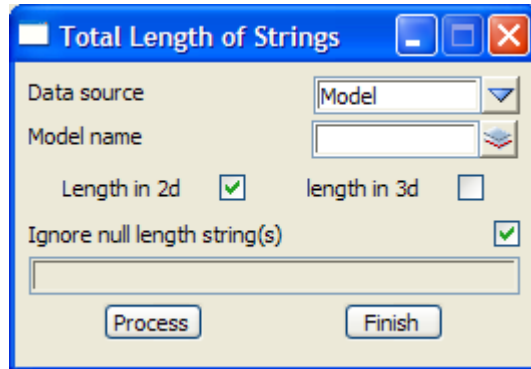 Total Length of Strings
Data source Model
Model name
Length in 2d length in 3d
Ignore null length string(s)
Process Finish